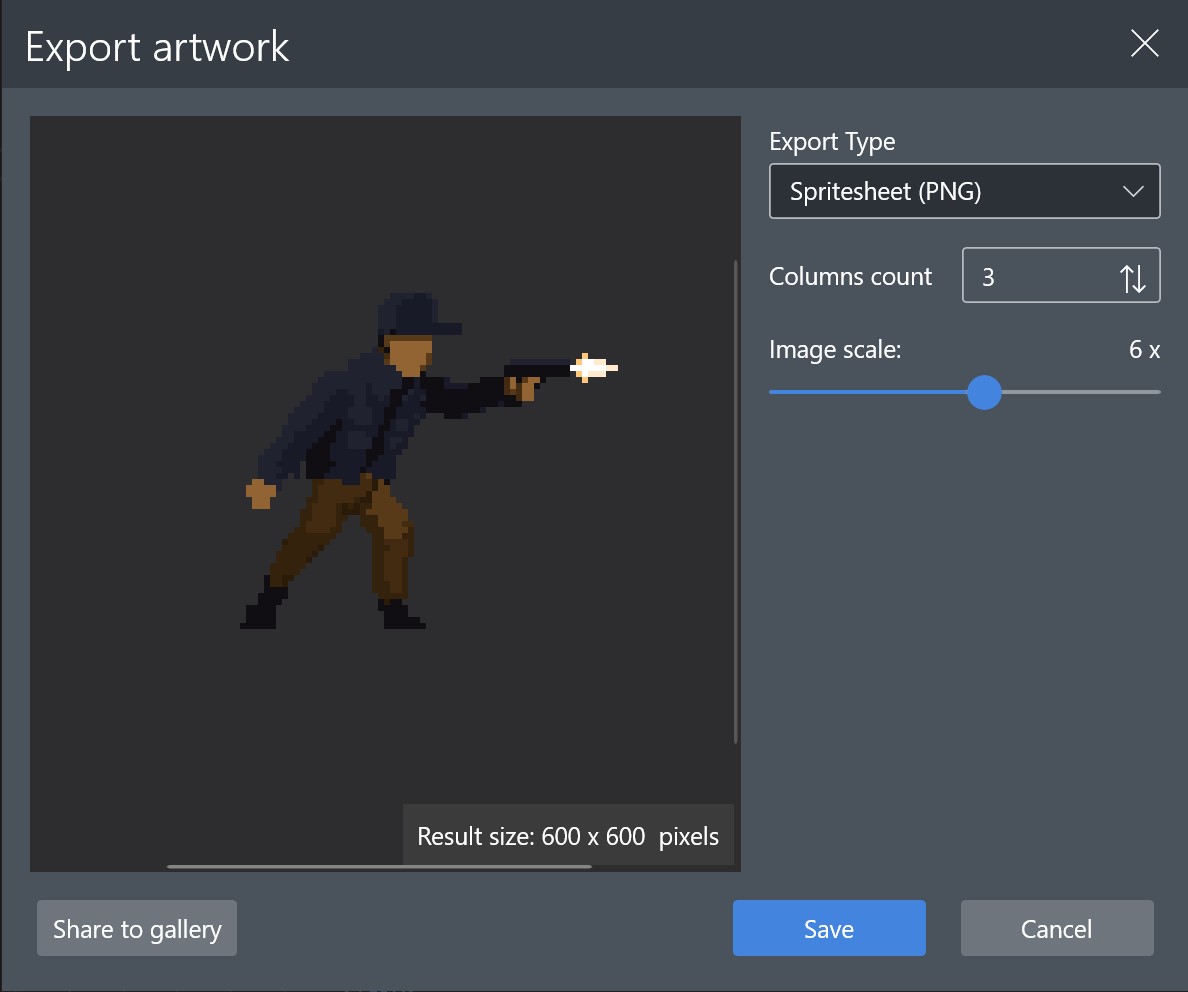 Export artwork
Export Type
Spritesheet (PNG)
Columns count 3
Image scale: 6 x
Result size: 600 x 600 pixels
Share to gallery
Save
Cancel